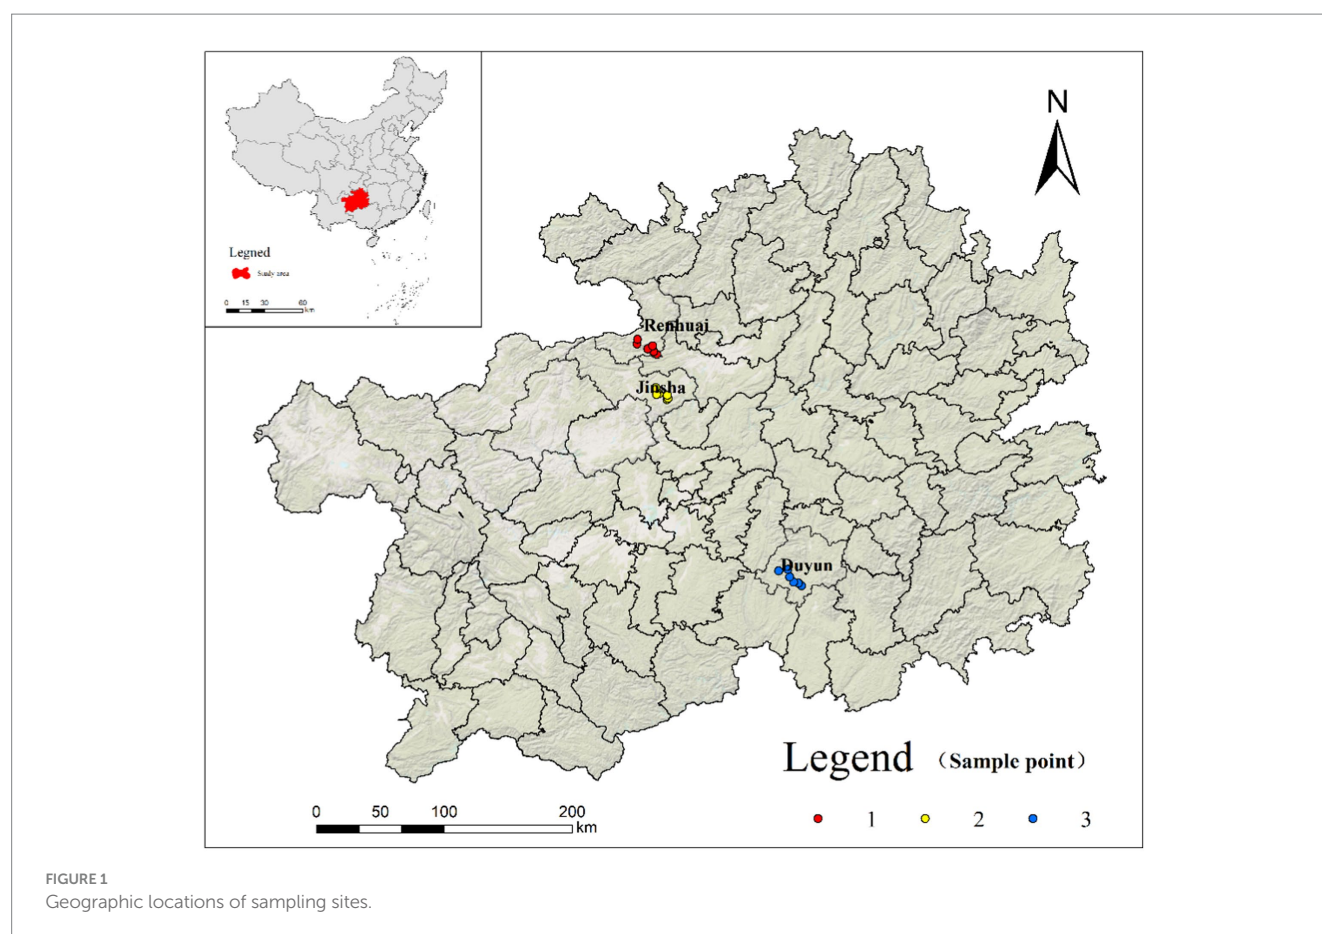 Legned
Study area
0 15 30 60
km
N
Renhuai
Jinsha
Duyun
Legend （Sample point）
1 2 3
0 50 100 200
km
FIGURE 1
Geographic locations of sampling sites.